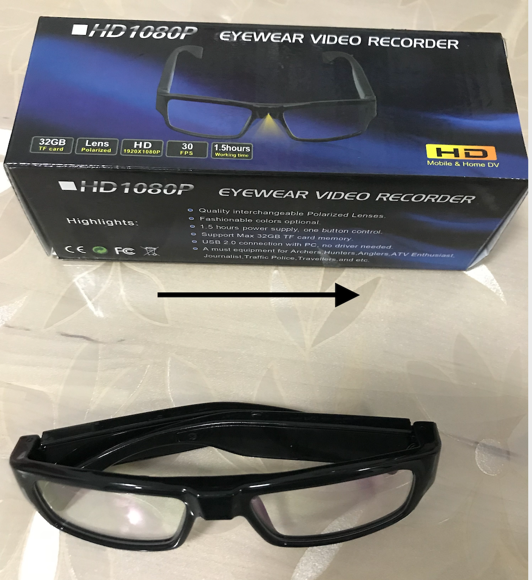 HD1080P EYEWEAR VIDEO RECORDER
32GB
TF card
Lens
Polarized
HD
1920X1080P
30
FPS
1.5hours
Working time
HD
Mobile & Home DV
HD1080P EYEWEAR VIDEO RECORDER
Highlights:
Quality interchangeable Polarized Lenses.
Fashionable colors optional.
1.5 hours power supply, one button control.
Support Max 32GB TF card memory.
USB 2.0 connection with PC, no driver needed.
A must equipment for Archers,Hunters,Anglers,ATV Enthusiast,
Journalist,Traffic Police,Travellers,and etc.
CE FC